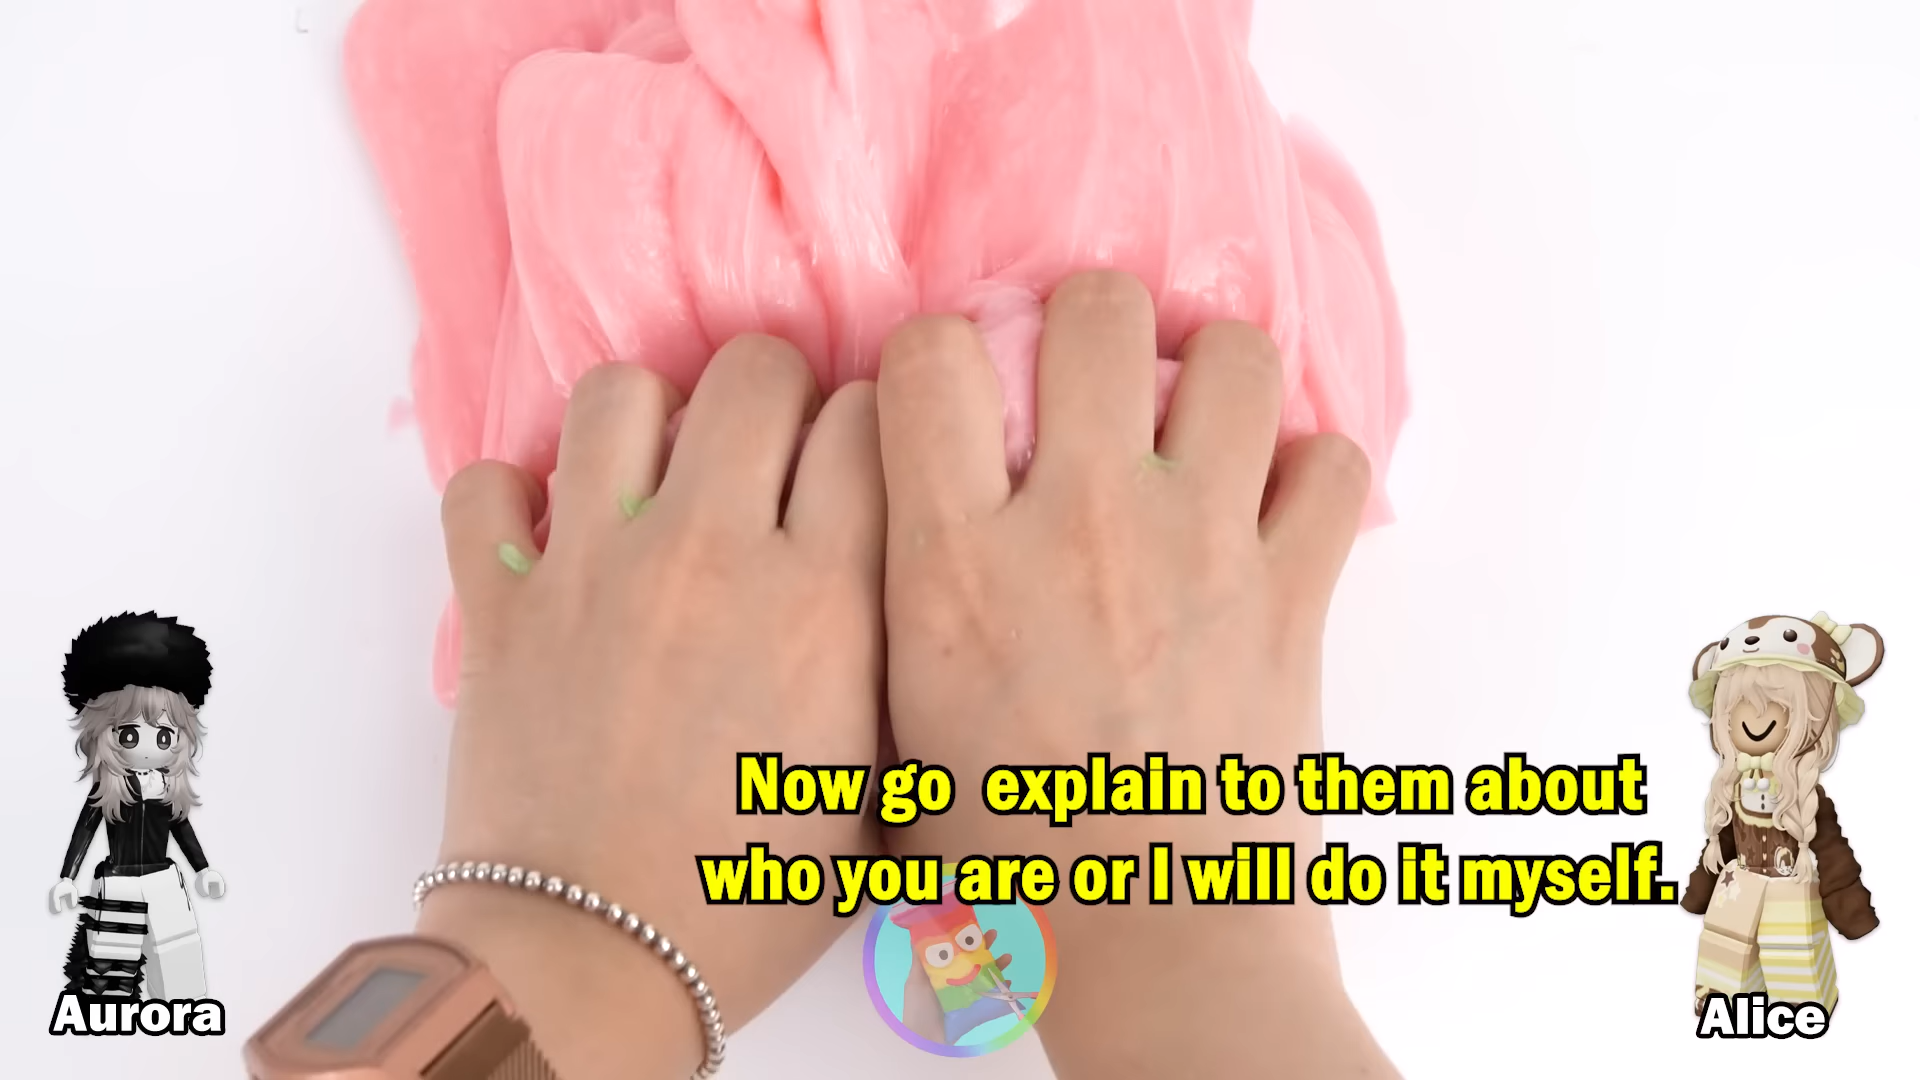 Now go  explain to them about
who you are or I will do it myself.
Aurora
Alice